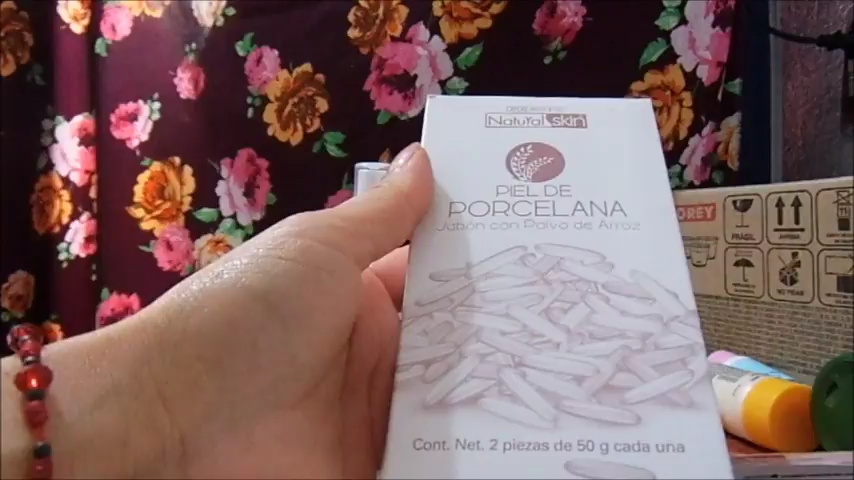 Natural skin
PIEL DE
PORCELANA
Jabón con Polvo de Arroz
Cont. Net. 2 piezas de 50 g cada una
OREY
FRAGIL